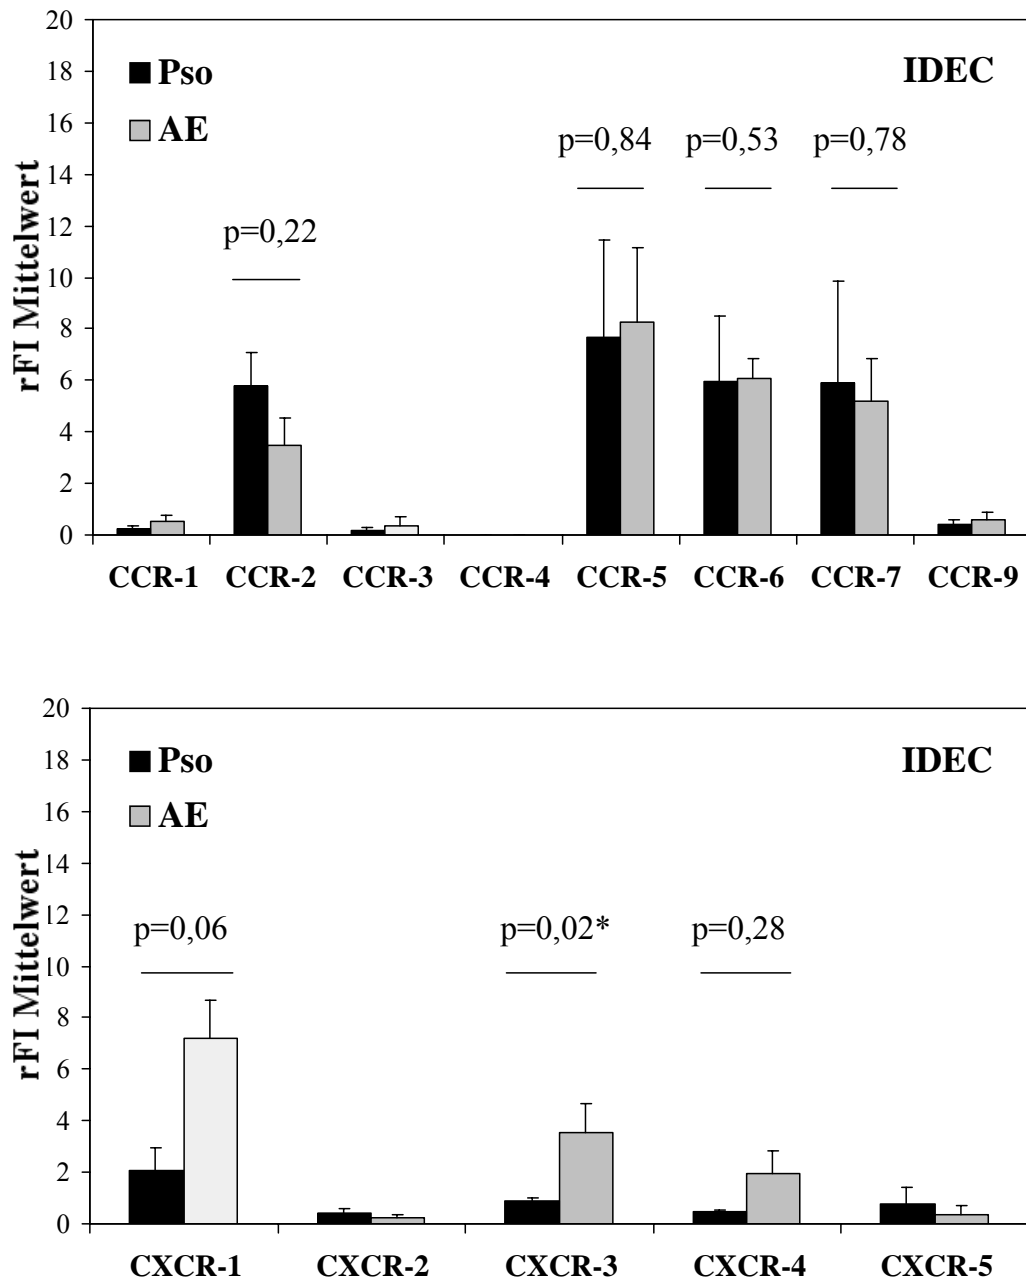 20
18
16
14
12
10
8
6
4
2
0
rFI Mittelwert
Pso
AE
IDEC
p=0,22
p=0,84
p=0,53
p=0,78
CCR-1 CCR-2 CCR-3 CCR-4 CCR-5 CCR-6 CCR-7 CCR-9
20
18
16
14
12
10
8
6
4
2
0
rFI Mittelwert
Pso
AE
IDEC
p=0,06
p=0,02*
p=0,28
CXCR-1 CXCR-2 CXCR-3 CXCR-4 CXCR-5